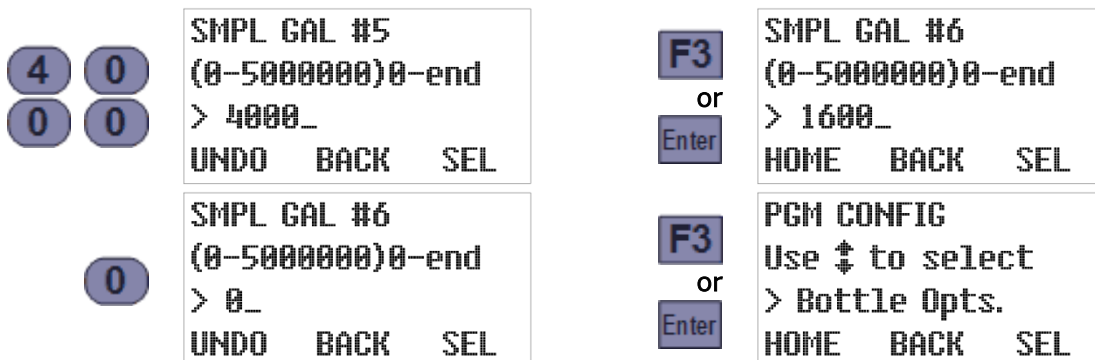 4 0
0 0
SMPL GAL #5
(0-5000000)0-end
> 4000_
UNDO BACK SEL
F3
or
Enter
SMPL GAL #6
(0-5000000)0-end
> 1600_
HOME BACK SEL
0
SMPL GAL #6
(0-5000000)0-end
> 0_
UNDO BACK SEL
F3
or
Enter
PGM CONFIG
Use ↕ to select
> Bottle Opts.
HOME BACK SEL